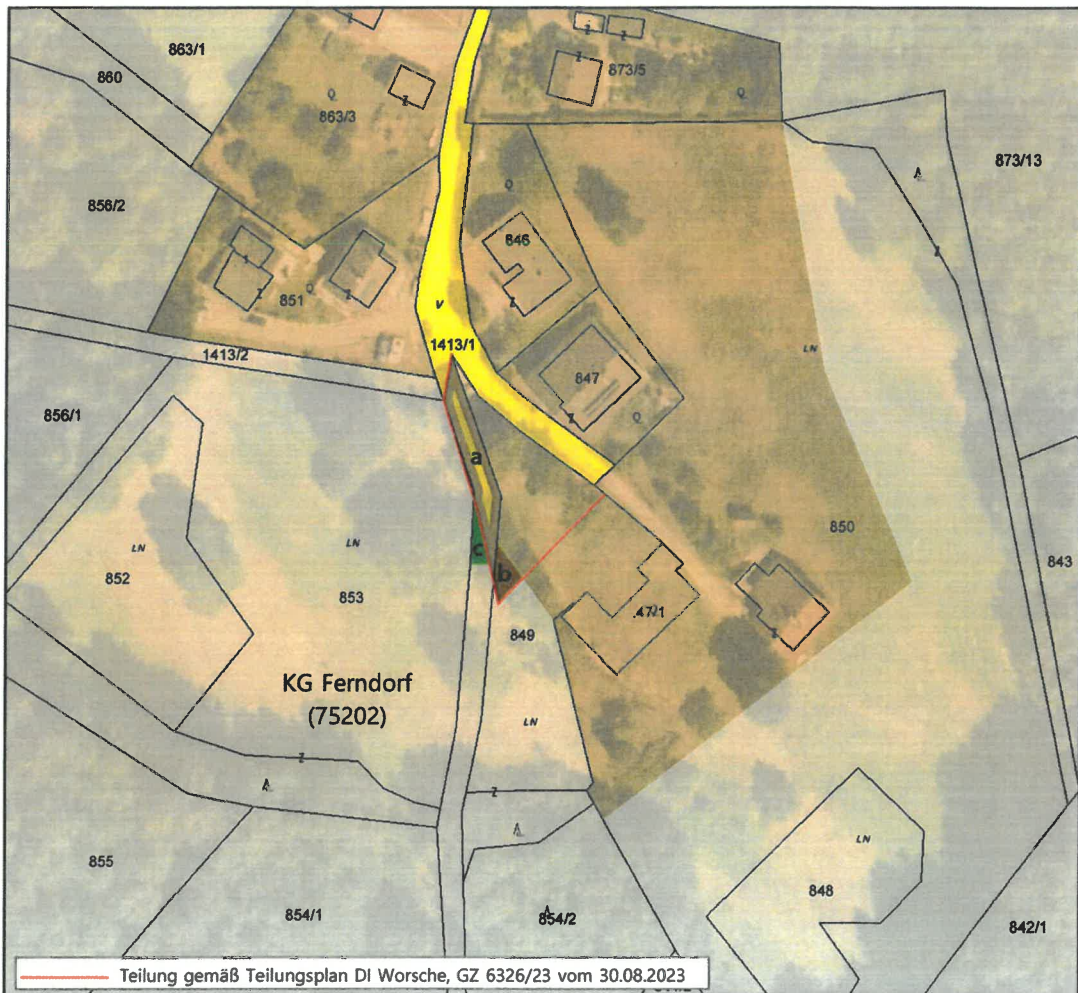 863/1
873/5
860
863/3
Q
Q
873/13
856/2
Q
846
851
Q
v
1413/1
1413/2
LN
847
Q
856/1
a
850
LN
LN
c
852
853
b
843
849
.47/1
KG Ferndorf
(75202)
LN
LN
855
848
854/1
854/2
842/1
Teilung gemäß Teilungsplan DI Worsche, GZ 6326/23 vom 30.08.2023